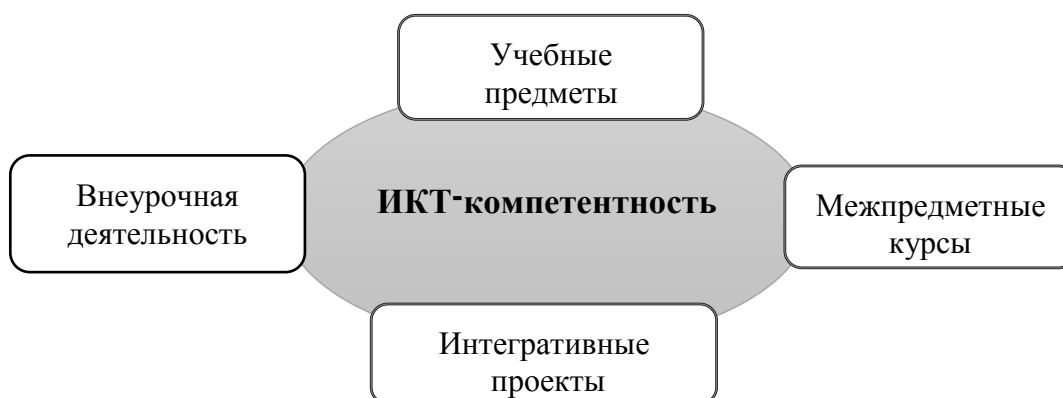 Учебные
предметы
Внеурочная
деятельность
ИКТ-компетентность
Межпредметные
курсы
Интегративные
проекты